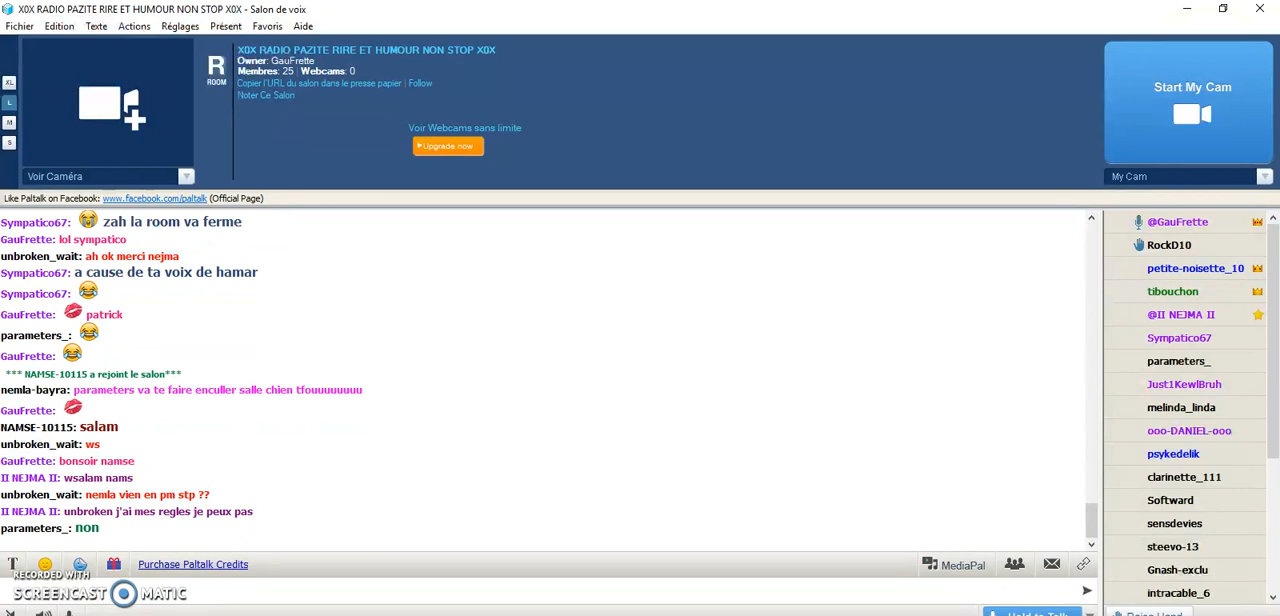 X0X RADIO PAZITE RIRE ET HUMOUR NON STOP X0X - Salon de voix
Fichier Edition Texte Actions Réglages Présent Favoris Aide
XL
L
M
S
Voir Caméra
R
ROOM
X0X RADIO PAZITE RIRE ET HUMOUR NON STOP X0X
Owner: GauFrette
Membres: 25 | Webcams: 0
Copier l'URL du salon dans le presse papier | Follow
Noter Ce Salon
Voir Webcams sans limite
Upgrade now
Start My Cam
My Cam
Like Paltalk on Facebook: www.facebook.com/paltalk (Official Page)
Sympatico67: zah la room va ferme
GauFrette: lol sympatico
unbroken_wait: ah ok merci nejma
Sympatico67: a cause de ta voix de hamar
Sympatico67:
GauFrette: patrick
parameters_:
GauFrette:
*** NAMSE-10115 a rejoint le salon***
nemla-bayra: parameters va te faire enculler salle chien tfouuuuuuuu
GauFrette:
NAMSE-10115: salam
unbroken_wait: ws
GauFrette: bonsoir namse
II NEJMA II: wsalam nams
unbroken_wait: nemla vien en pm stp ??
II NEJMA II: unbroken j'ai mes regles je peux pas
parameters_: non
@GauFrette
RockD10
petite-noisette_10
tibouchon
@II NEJMA II
Sympatico67
parameters_
Just1KewlBruh
melinda_linda
ooo-DANIEL-ooo
psykedelik
clarinette_111
Softward
sensdevies
steevo-13
Gnash-exclu
intracable_6
T
Purchase Paltalk Credits
MediaPal
RECORDED WITH
SCREENCAST MATIC
Hold to Talk
Raise Hand